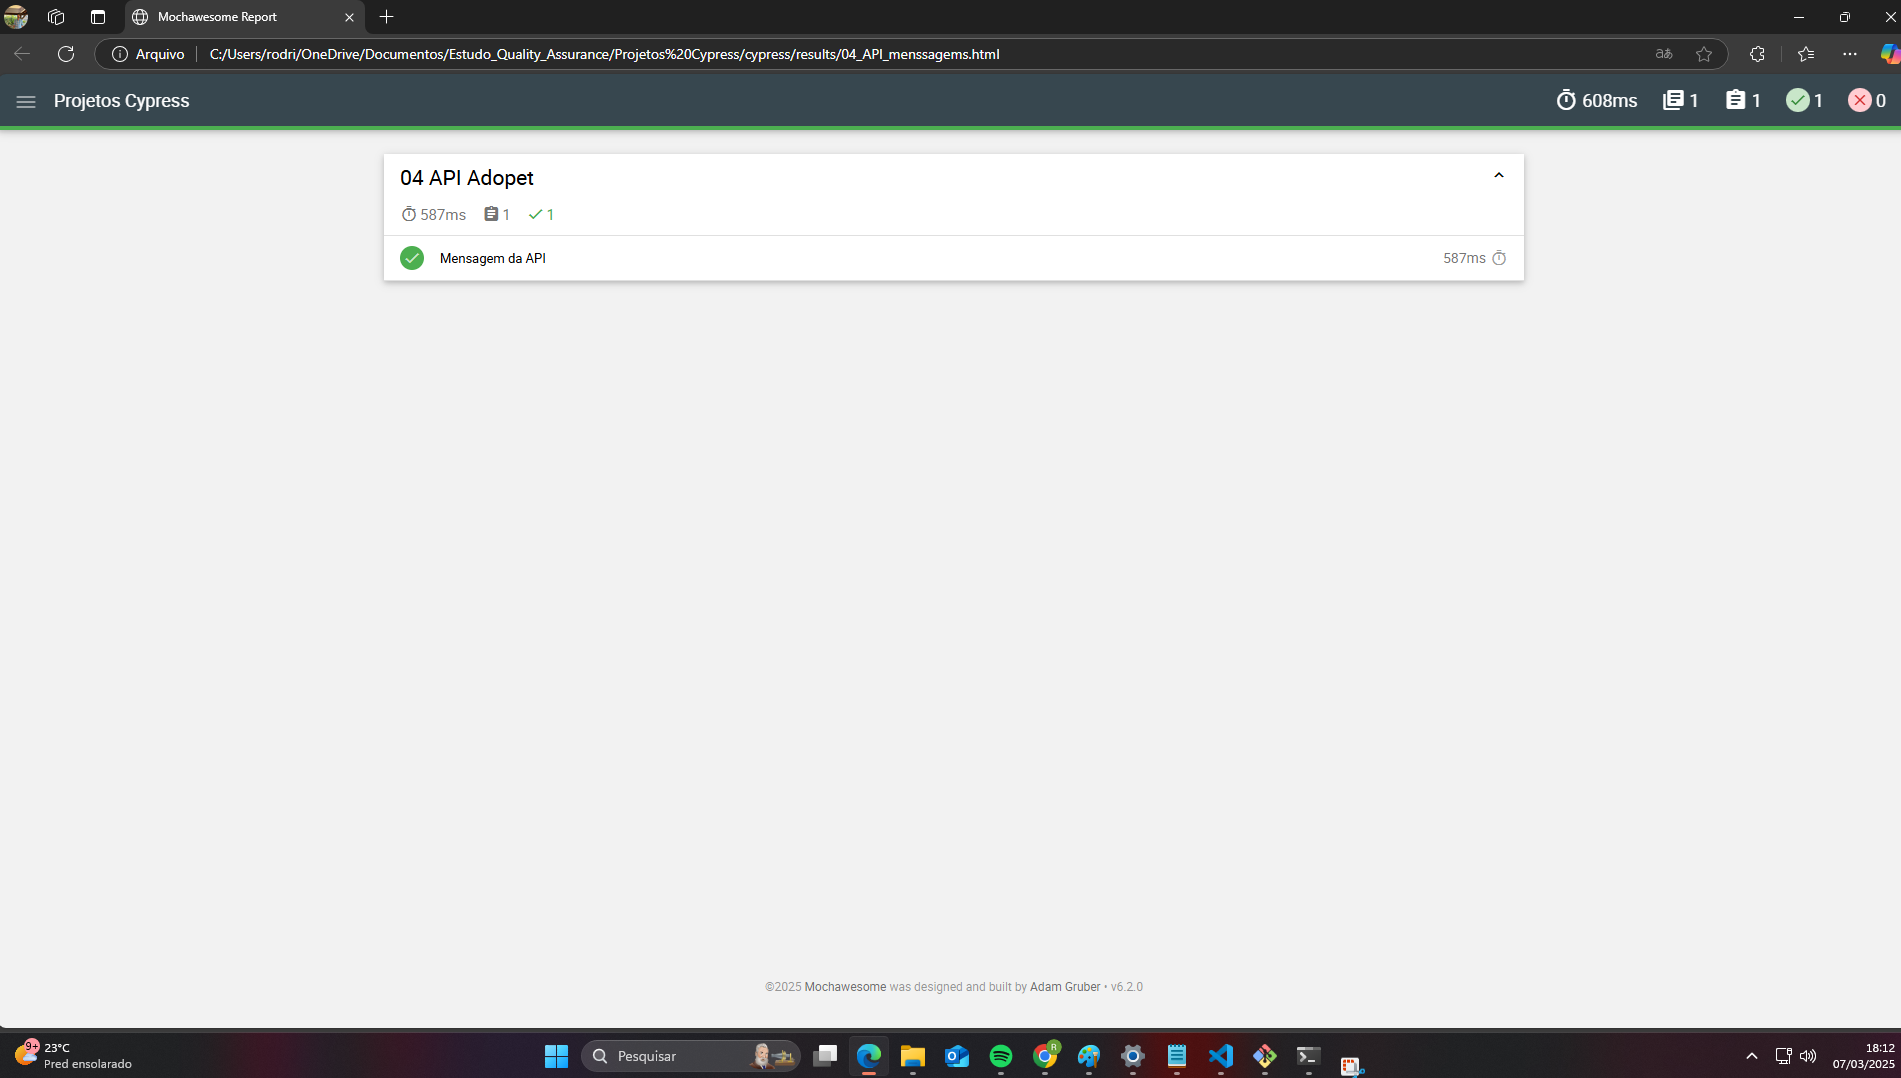 Mochawesome Report
Arquivo
C:/Users/rodri/OneDrive/Documentos/Estudo_Quality_Assurance/Projetos%20Cypress/cypress/results/04_API_menssagems.html
aあ
Projetos Cypress
608ms
1
1
1
0
04 API Adopet
587ms
1
1
Mensagem da API
587ms
©2025 Mochawesome was designed and built by Adam Gruber • v6.2.0
9+
23°C
Pred ensolarado
Pesquisar
R
18:12
07/03/2025